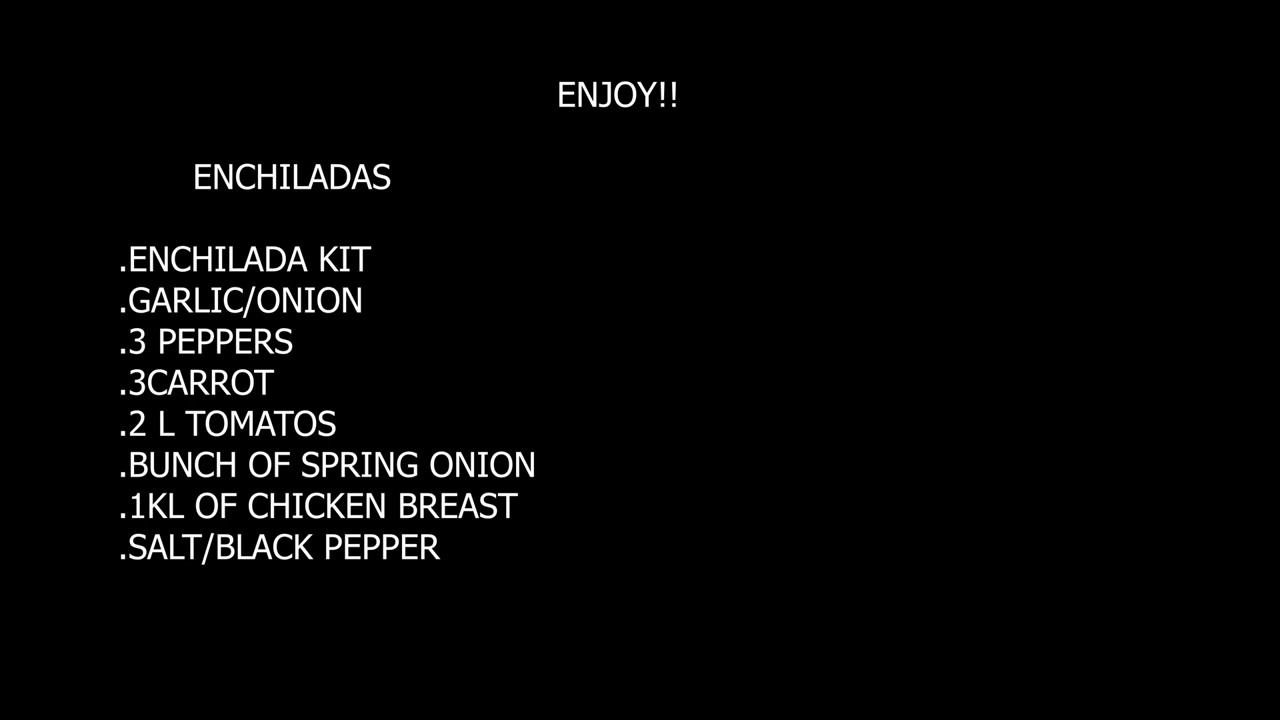 ENJOY!!
ENCHILADAS
.ENCHILADA KIT
.GARLIC/ONION
.3 PEPPERS
.3CARROT
.2 L TOMATOS
.BUNCH OF SPRING ONION
.1KL OF CHICKEN BREAST
.SALT/BLACK PEPPER